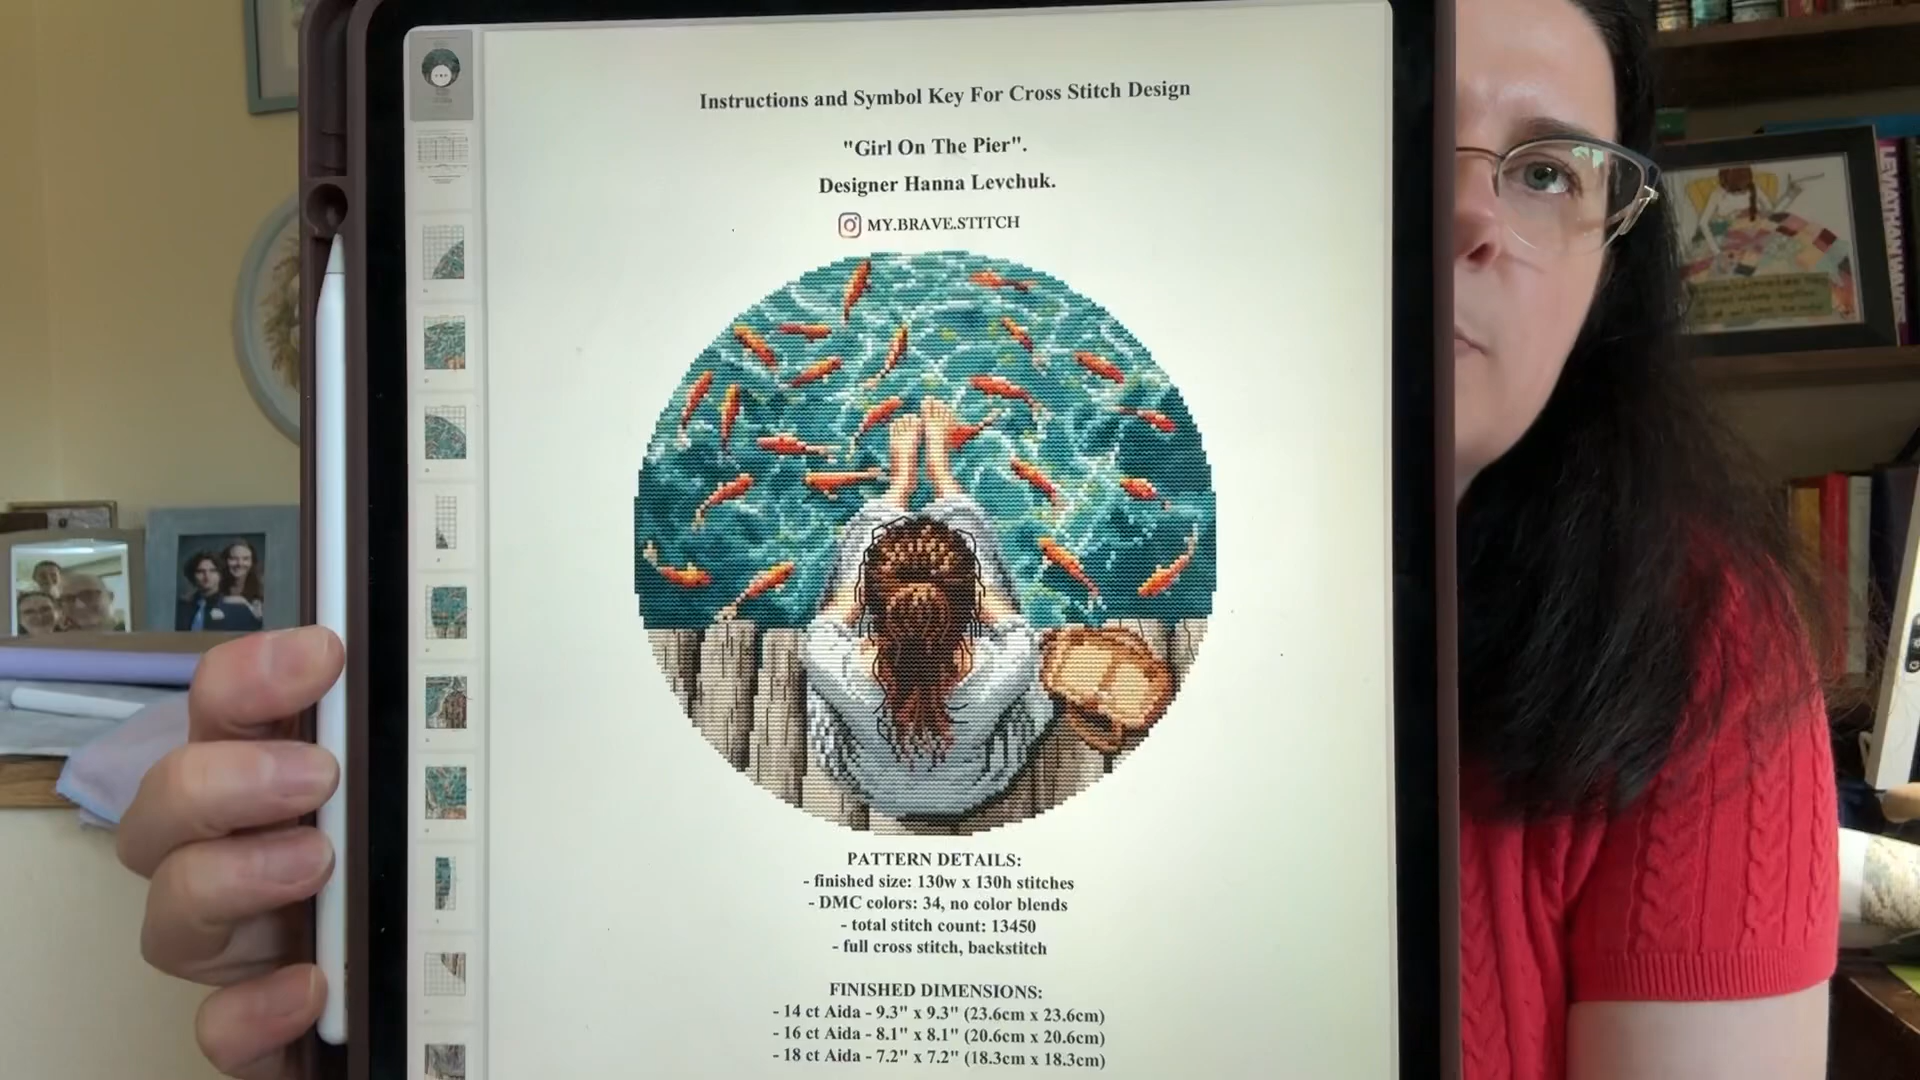 Instructions and Symbol Key For Cross Stitch Design
"Girl On The Pier".
Designer Hanna Levchuk.
MY.BRAVE.STITCH
PATTERN DETAILS:
- finished size: 130w x 130h stitches
- DMC colors: 34, no color blends
- total stitch count: 13450
- full cross stitch, backstitch
FINISHED DIMENSIONS:
- 14 ct Aida - 9.3" x 9.3" (23.6cm x 23.6cm)
- 16 ct Aida - 8.1" x 8.1" (20.6cm x 20.6cm)
- 18 ct Aida - 7.2" x 7.2" (18.3cm x 18.3cm)